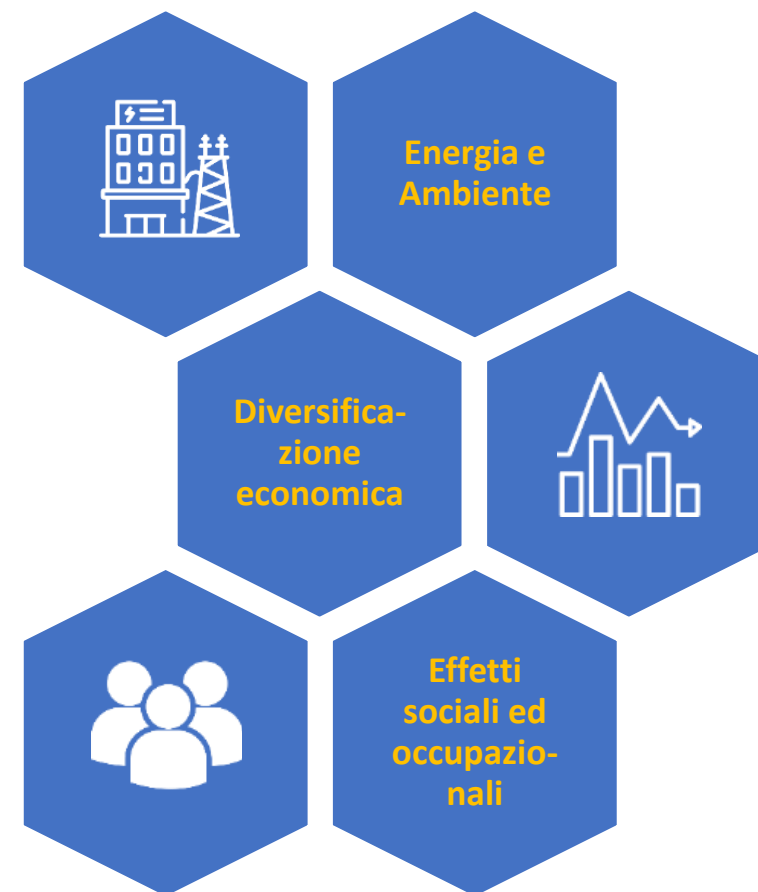 Energia e
Ambiente
Diversifica-
zione
economica
Effetti
sociali ed
occupazio-
nali